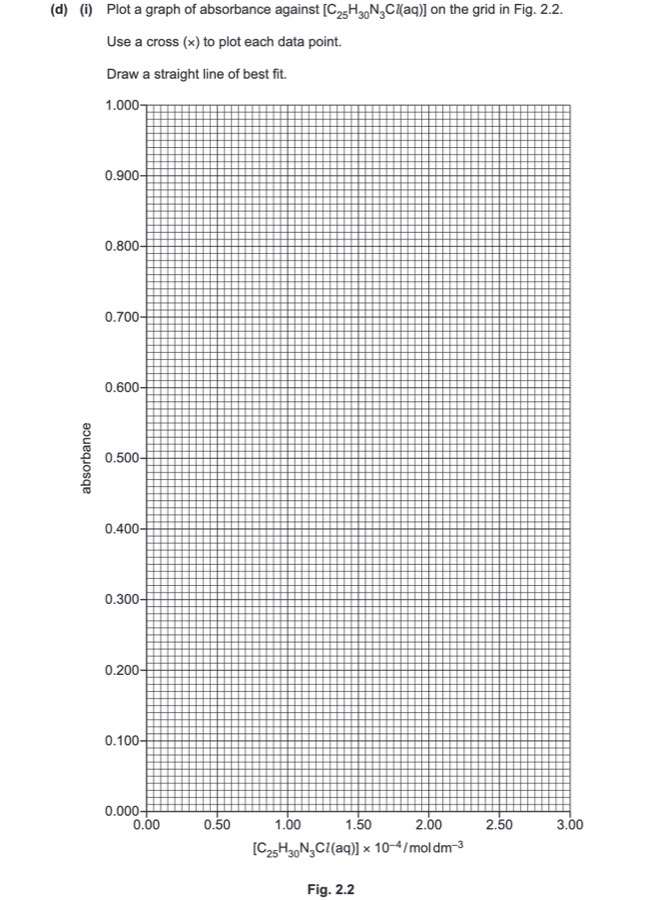 (d) (i) Plot a graph of absorbance against [C₂₅H₃₀N₃Cl(aq)] on the grid in Fig. 2.2.
Use a cross (×) to plot each data point.
Draw a straight line of best fit.
1.000
0.900
0.800
0.700
0.600
absorbance
0.500
0.400
0.300
0.200
0.100
0.000
0.00 0.50 1.00 1.50 2.00 2.50 3.00
[C₂₅H₃₀N₃Cl(aq)] × 10⁻⁴/mol dm⁻³
Fig. 2.2